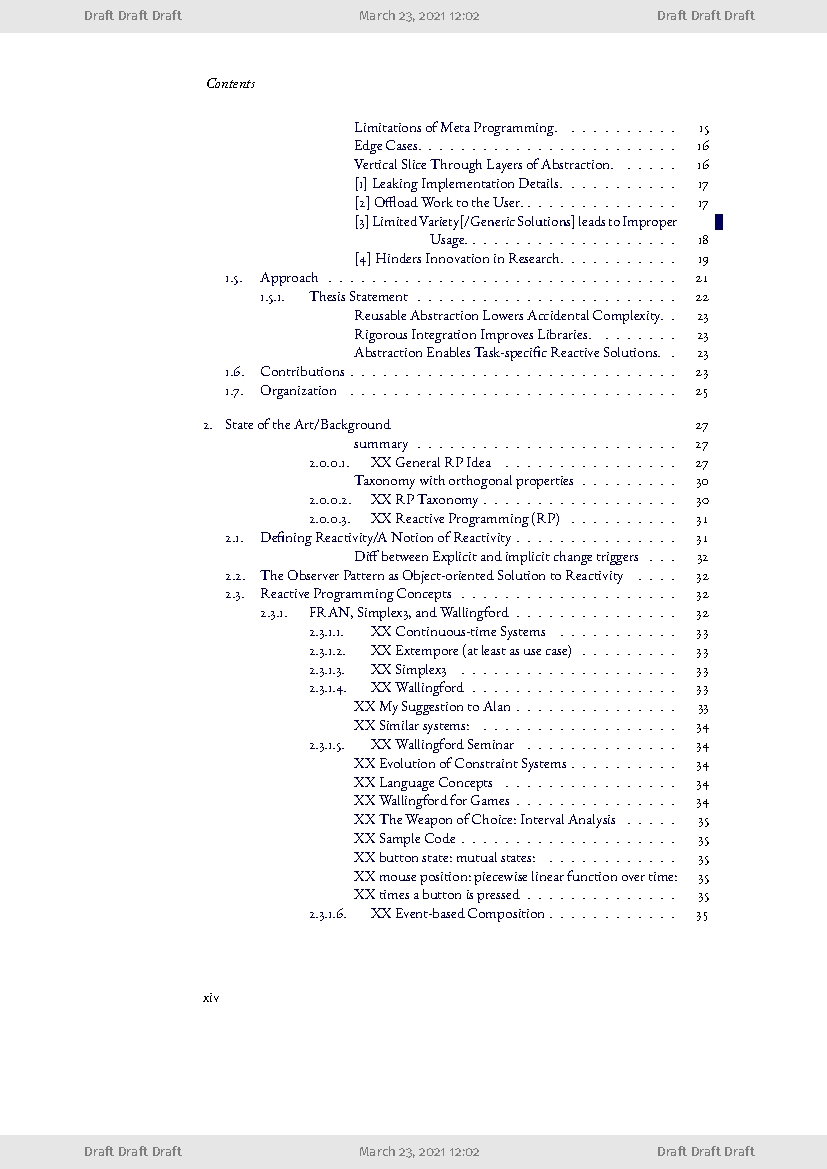 Draft Draft Draft March 23, 2021 12:02 Draft Draft Draft
Contents
Limitations of Meta Programming. . . . . . . . . . . 15
Edge Cases. . . . . . . . . . . . . . . . . . . . . . . . 16
Vertical Slice Through Layers of Abstraction. . . . . . 16
[1] Leaking Implementation Details. . . . . . . . . . . 17
[2] Offload Work to the User. . . . . . . . . . . . . . . 17
[3] Limited Variety[/Generic Solutions] leads to Improper
Usage. . . . . . . . . . . . . . . . . . . . 18
[4] Hinders Innovation in Research. . . . . . . . . . . 19
1.5. Approach . . . . . . . . . . . . . . . . . . . . . . . . . . . . . . . 21
1.5.1. Thesis Statement . . . . . . . . . . . . . . . . . . . . . . . . 22
Reusable Abstraction Lowers Accidental Complexity. . . 23
Rigorous Integration Improves Libraries. . . . . . . . 23
Abstraction Enables Task-specific Reactive Solutions. . 23
1.6. Contributions . . . . . . . . . . . . . . . . . . . . . . . . . . . . . 23
1.7. Organization . . . . . . . . . . . . . . . . . . . . . . . . . . . . . 25
2. State of the Art/Background 27
summary . . . . . . . . . . . . . . . . . . . . . . . . 27
2.0.0.1. XX General RP Idea . . . . . . . . . . . . . . . . 27
Taxonomy with orthogonal properties . . . . . . . . . 30
2.0.0.2. XX RP Taxonomy . . . . . . . . . . . . . . . . . . 30
2.0.0.3. XX Reactive Programming (RP) . . . . . . . . . . 31
2.1. Defining Reactivity/A Notion of Reactivity . . . . . . . . . . . . . . . 31
Diff between Explicit and implicit change triggers . . . 32
2.2. The Observer Pattern as Object-oriented Solution to Reactivity . . . . 32
2.3. Reactive Programming Concepts . . . . . . . . . . . . . . . . . . . . 32
2.3.1. FRAN, Simplex3, and Wallingford . . . . . . . . . . . . . . . 32
2.3.1.1. XX Continuous-time Systems . . . . . . . . . . . 33
2.3.1.2. XX Extempore (at least as use case) . . . . . . . . . 33
2.3.1.3. XX Simplex3 . . . . . . . . . . . . . . . . . . . . 33
2.3.1.4. XX Wallingford . . . . . . . . . . . . . . . . . . . 33
XX My Suggestion to Alan . . . . . . . . . . . . . . . 33
XX Similar systems: . . . . . . . . . . . . . . . . . . 34
2.3.1.5. XX Wallingford Seminar . . . . . . . . . . . . . . 34
XX Evolution of Constraint Systems . . . . . . . . . . 34
XX Language Concepts . . . . . . . . . . . . . . . . 34
XX Wallingford for Games . . . . . . . . . . . . . . . 34
XX The Weapon of Choice: Interval Analysis . . . . . 35
XX Sample Code . . . . . . . . . . . . . . . . . . . . 35
XX button state: mutual states: . . . . . . . . . . . . 35
XX mouse position: piecewise linear function over time: 35
XX times a button is pressed . . . . . . . . . . . . . . 35
2.3.1.6. XX Event-based Composition . . . . . . . . . . . . 35
xiv
Draft Draft Draft March 23, 2021 12:02 Draft Draft Draft